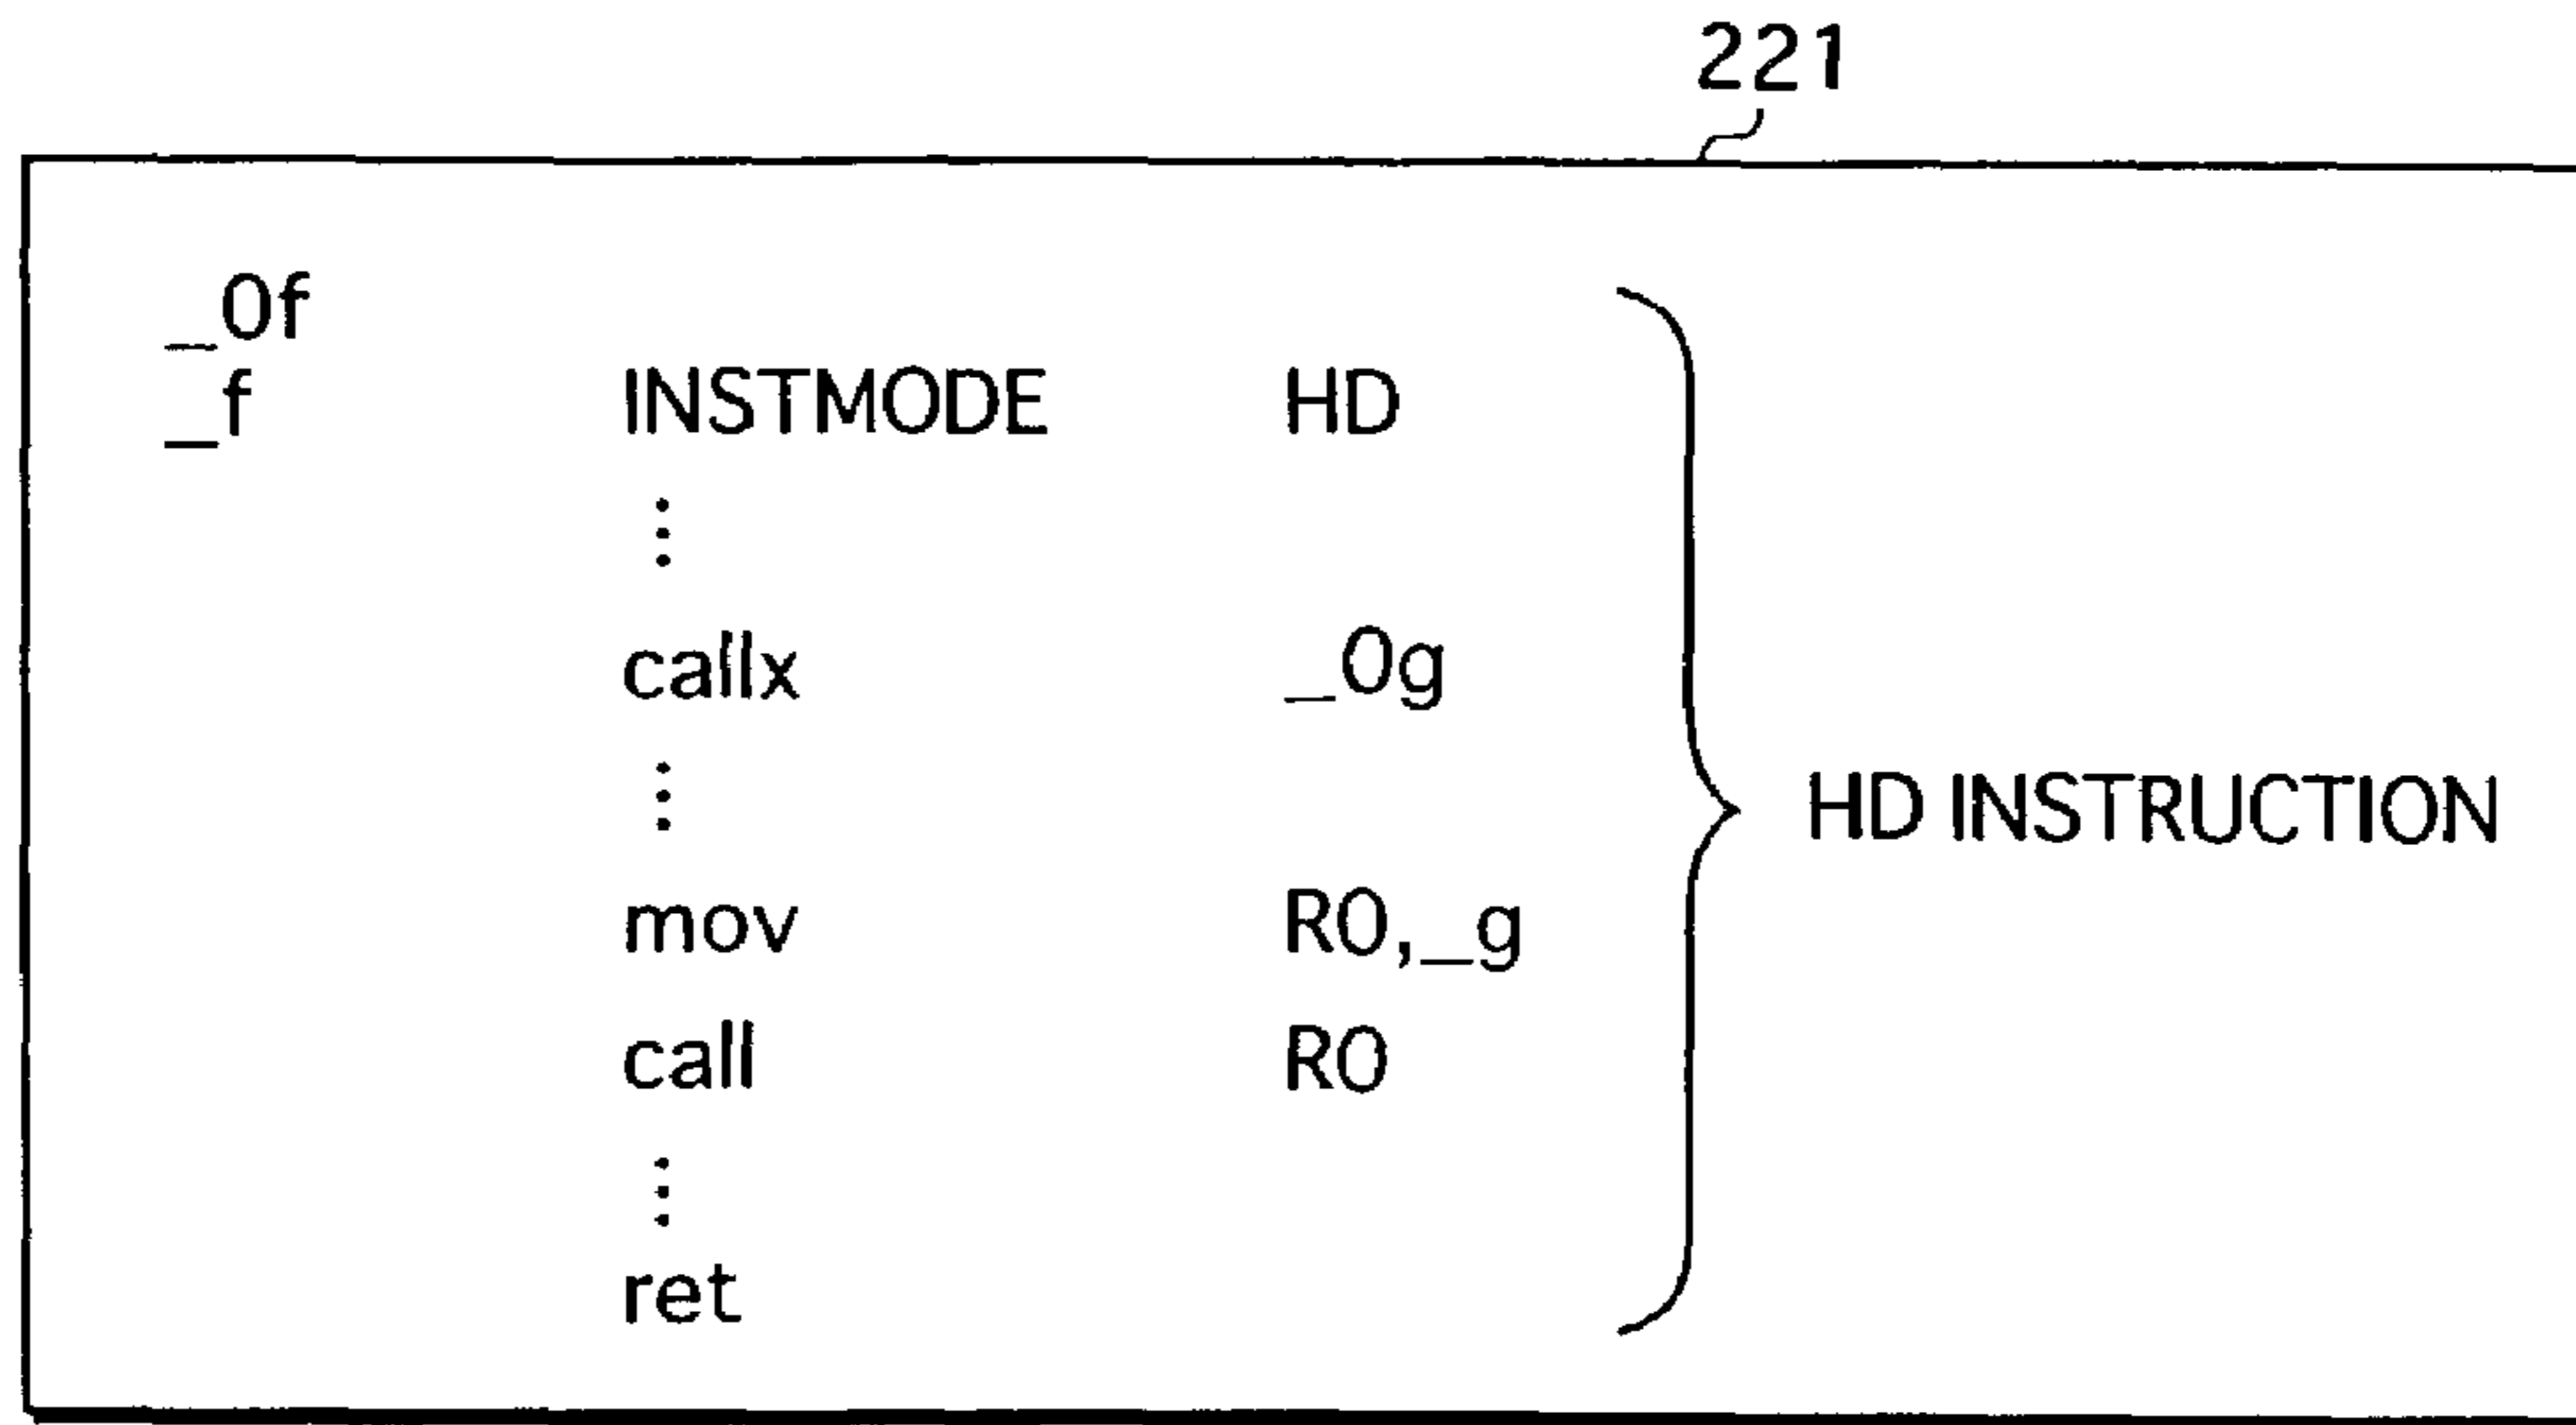 221
_0f
_f INSTMODE HD
⋮
callx _0g
⋮
mov R0,_g
call R0
⋮
ret
HD INSTRUCTION